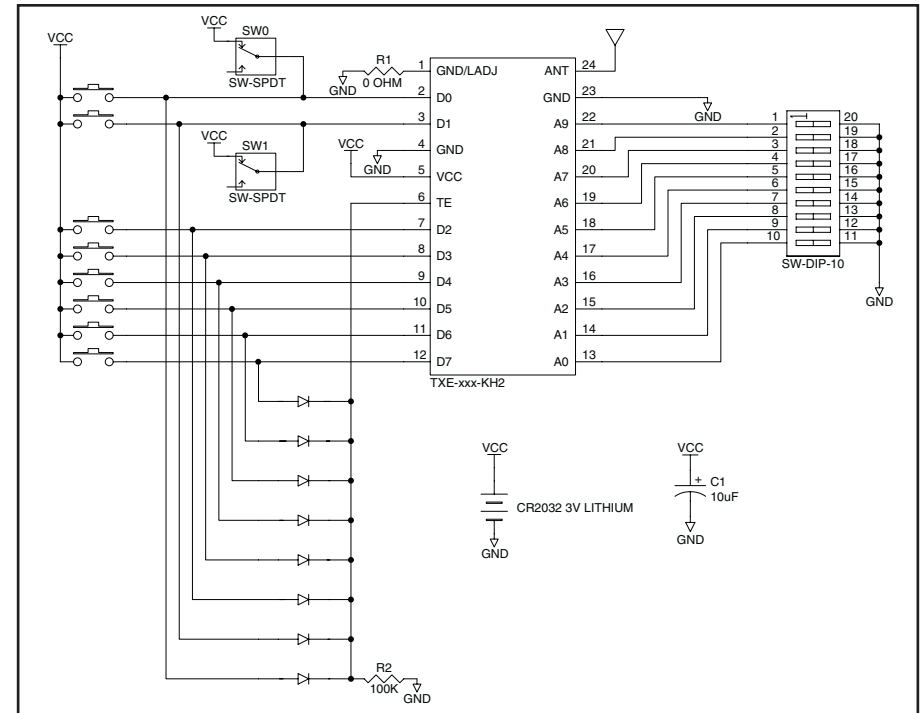 VCC
VCC
SW0
SW-SPDT
R1
0 OHM
GND
VCC
SW1
SW-SPDT
VCC
GND
1 GND/LADJ
2 D0
3 D1
4 GND
5 VCC
6 TE
7 D2
8 D3
9 D4
10 D5
11 D6
12 D7
ANT 24
GND 23
A9 22
A8 21
A7 20
A6 19
A5 18
A4 17
A3 16
A2 15
A1 14
A0 13
TXE-xxx-KH2
GND
1 20
2 19
3 18
4 17
5 16
6 15
7 14
8 13
9 12
10 11
SW-DIP-10
GND
VCC
CR2032 3V LITHIUM
GND
VCC
+ C1
10uF
GND
R2
100K
GND